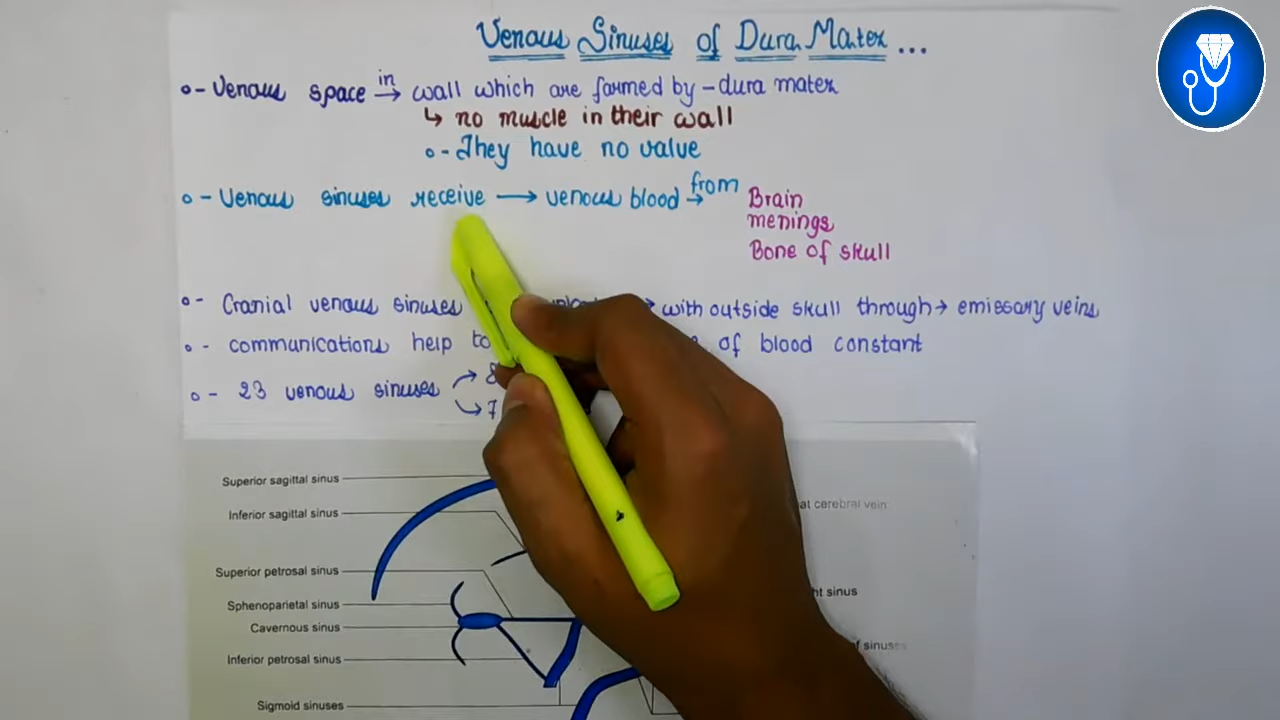 Venous Sinuses of Dura Mater...
o- Venous space in → wall which are formed by - dura mater
↳ no muscle in their wall
o- They have no value
o- Venous sinuses receive → venous blood from →
Brain
menings
Bone of skull
o- Cranial venous sinuses → with outside skull through → emissary veins
o- communications help to of blood constant
o- 23 venous sinuses → 8
↘ 7
Superior sagittal sinus
Inferior sagittal sinus
cerebral vein
Superior petrosal sinus
Sphenoparietal sinus
sinus
Cavernous sinus
of sinuses
Inferior petrosal sinus
Sigmoid sinuses